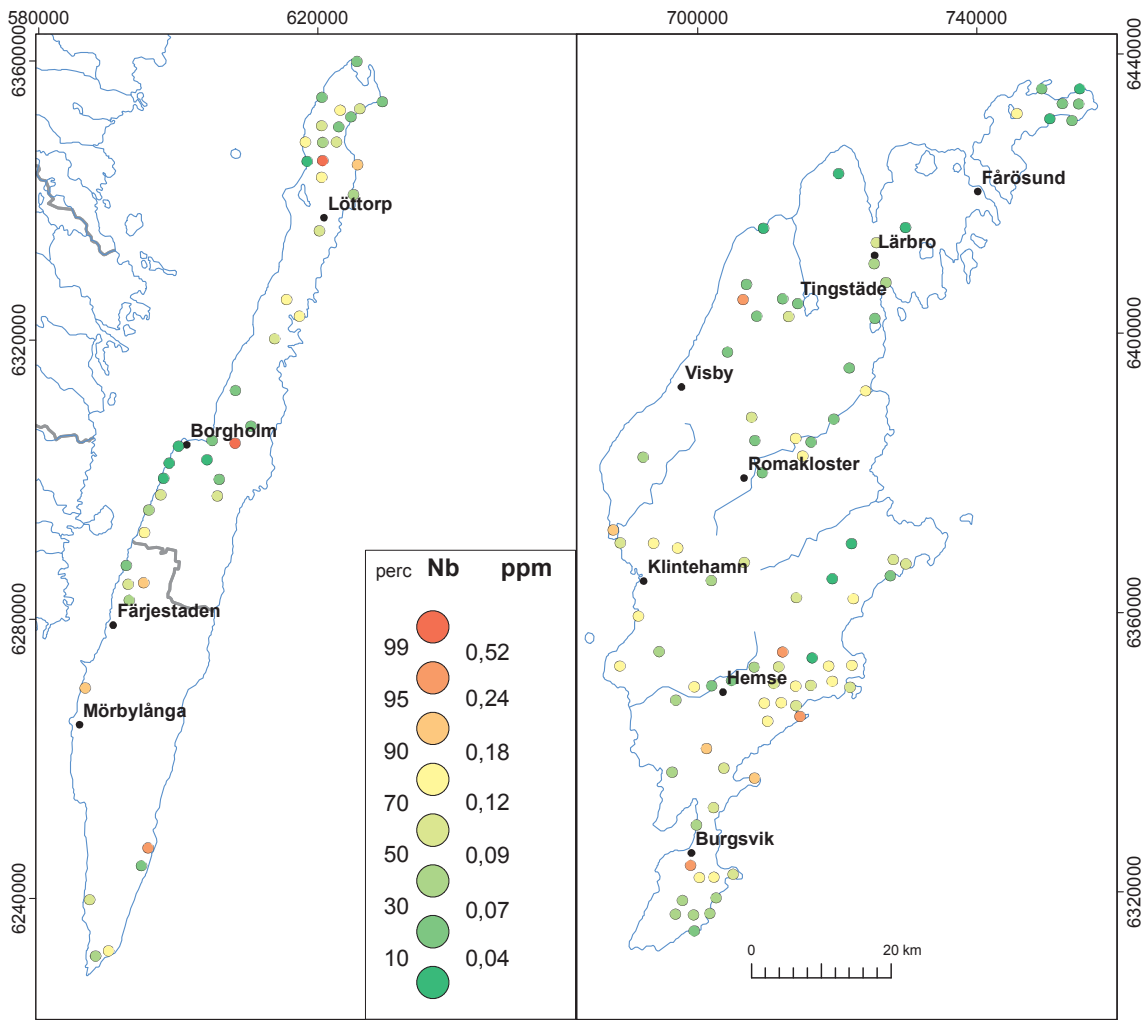 580000 620000 700000 740000
6360000
6320000
6280000
6240000
6440000
6400000
6360000
6320000
Löttorp
Borgholm
Färjestaden
Mörbylånga
Fårösund
Lärbro
Tingstäde
Visby
Romakloster
Klintehamn
Hemse
Burgsvik
perc Nb ppm
99 0,52
95 0,24
90 0,18
70 0,12
50 0,09
30 0,07
10 0,04
0 20 km